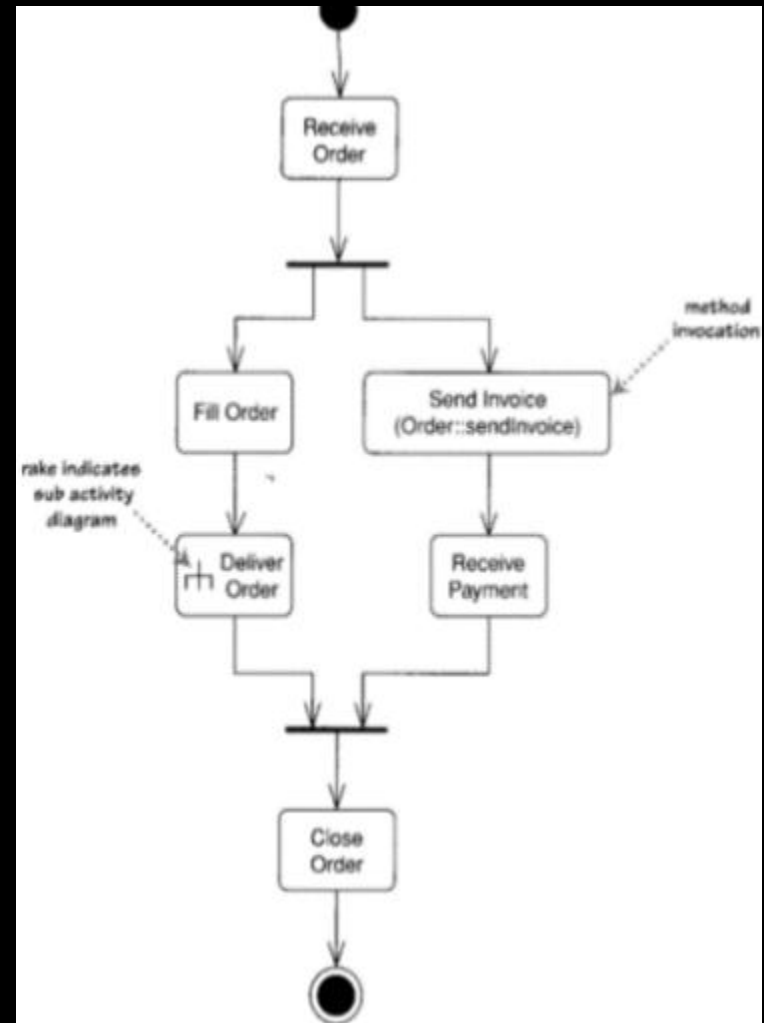 Receive
Order
method
invocation
Fill Order
Send Invoice
(Order::sendInvoice)
rake indicates
sub activity
diagram
Deliver
Order
Receive
Payment
Close
Order